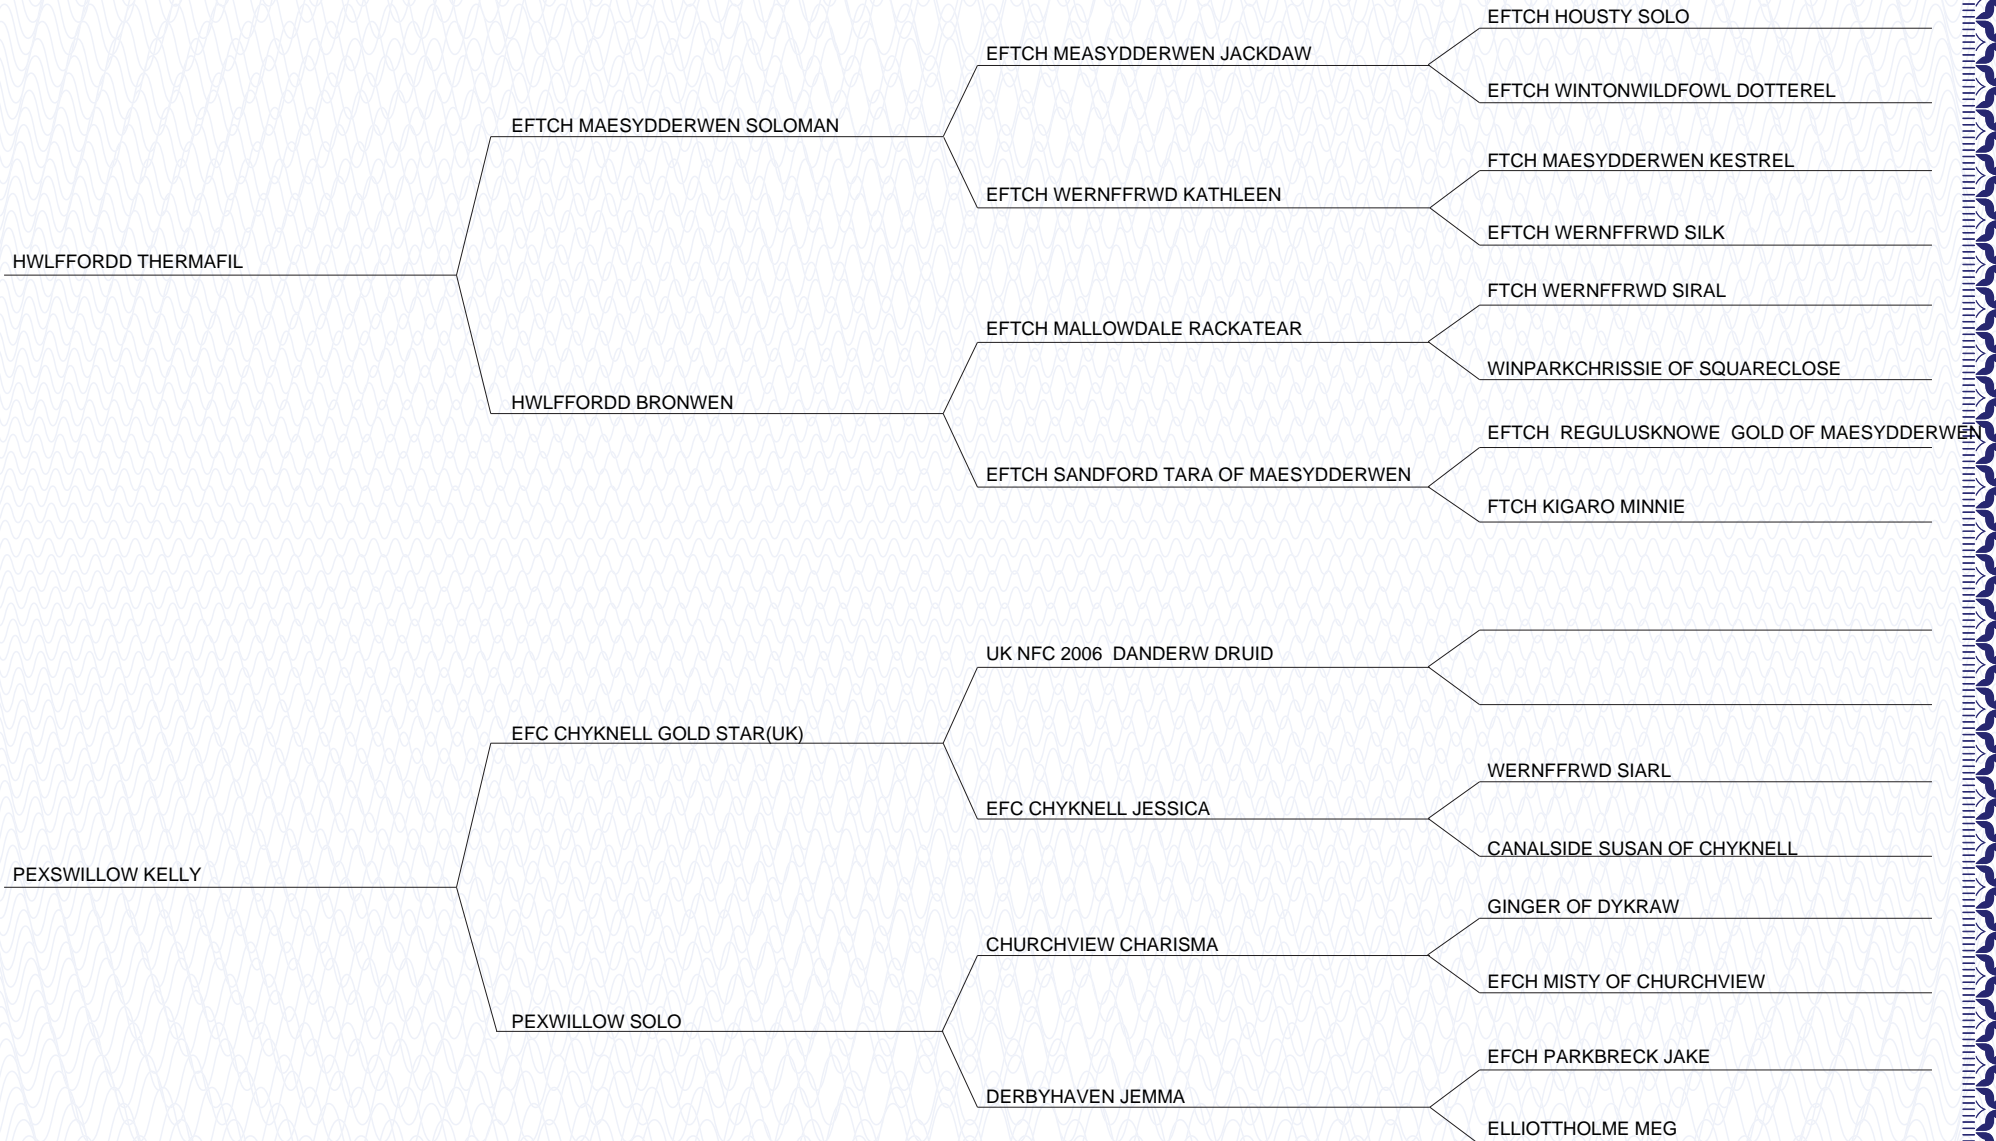 EFTCH HOUSTY SOLO
EFTCH MEASYDDERWEN JACKDAW
EFTCH WINTONWILDFOWL DOTTEREL
EFTCH MAESYDDERWEN SOLOMAN
FTCH MAESYDDERWEN KESTREL
EFTCH WERNFFRWD KATHLEEN
EFTCH WERNFFRWD SILK
HWLFFORDD THERMAFIL
FTCH WERNFFRWD SIRAL
EFTCH MALLOWDALE RACKATEAR
WINPARKCHRISSIE OF SQUARECLOSE
HWLFFORDD BRONWEN
EFTCH  REGULUSKNOWE  GOLD OF MAESYDDERWEN
EFTCH SANDFORD TARA OF MAESYDDERWEN
FTCH KIGARO MINNIE
UK NFC 2006  DANDERW DRUID
EFC CHYKNELL GOLD STAR(UK)
WERNFFRWD SIARL
EFC CHYKNELL JESSICA
CANALSIDE SUSAN OF CHYKNELL
PEXSWILLOW KELLY
GINGER OF DYKRAW
CHURCHVIEW CHARISMA
EFCH MISTY OF CHURCHVIEW
PEXWILLOW SOLO
EFCH PARKBRECK JAKE
DERBYHAVEN JEMMA
ELLIOTTHOLME MEG